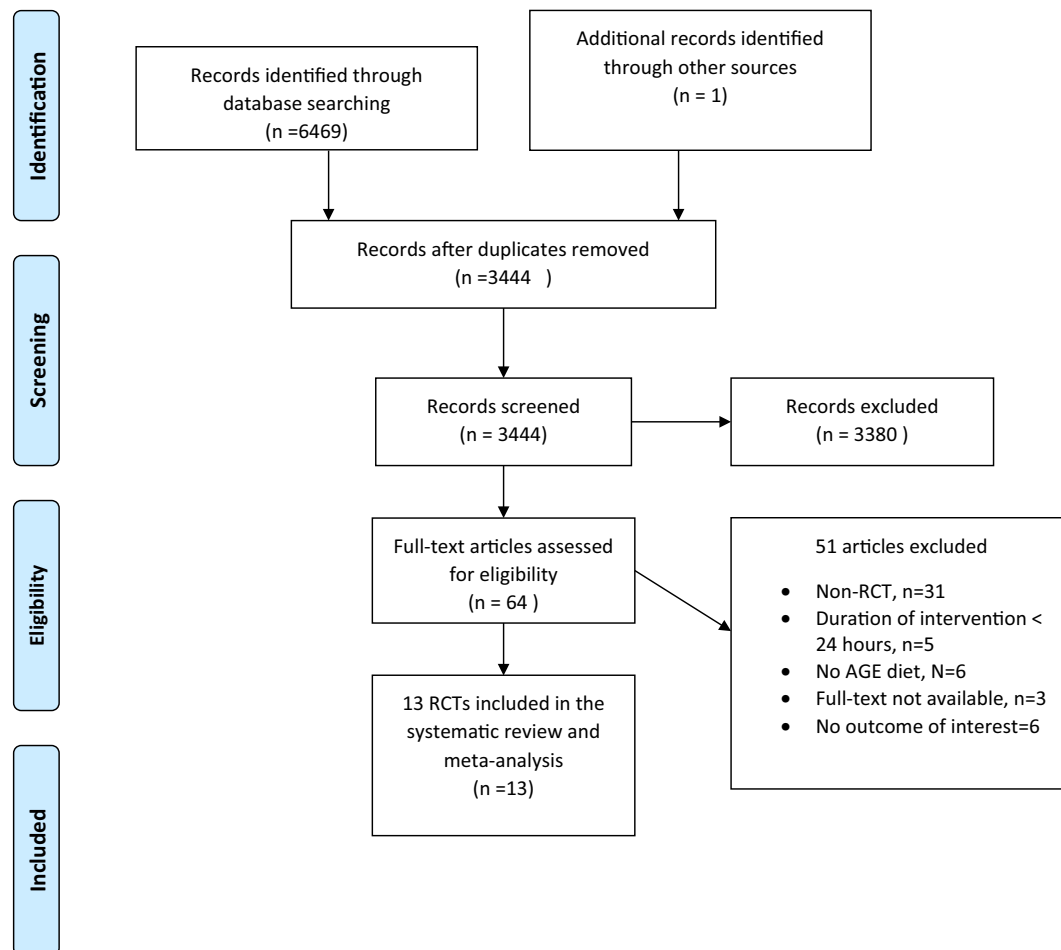 Identification
Records identified through
database searching
(n =6469)
Additional records identified
through other sources
(n = 1)
Records after duplicates removed
(n =3444   )
Screening
Records screened
(n = 3444)
Records excluded
(n = 3380 )
Eligibility
Full-text articles assessed
for eligibility
(n = 64 )
51 articles excluded
• Non-RCT, n=31
• Duration of intervention <
24 hours, n=5
• No AGE diet, N=6
• Full-text not available, n=3
• No outcome of interest=6
13 RCTs included in the
systematic review and
meta-analysis
(n =13)
Included